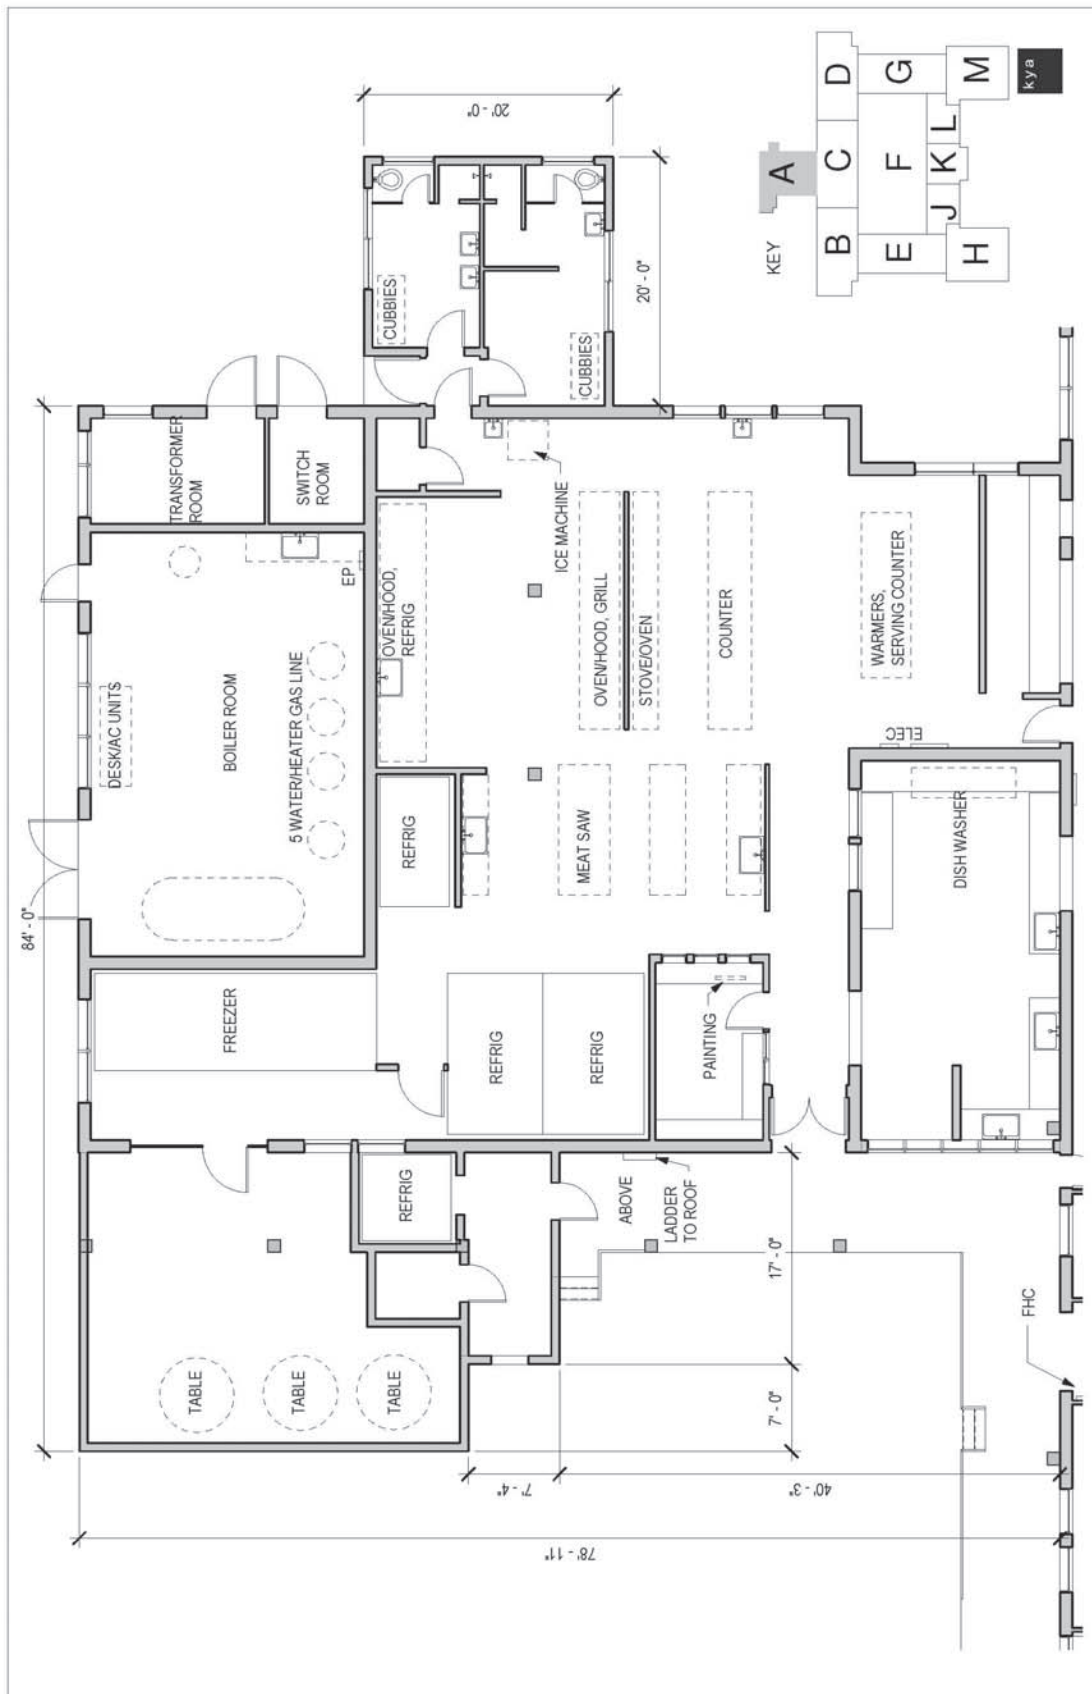 84' - 0"
20' - 0"
20' - 0"
17' - 0"
7' - 0"
7' - 4"
40' - 3"
78' - 11"
TRANSFORMER
ROOM
SWITCH
ROOM
DESK/AC UNITS
BOILER ROOM
5 WATER/HEATER GAS LINE
EP
FREEZER
TABLE
TABLE
TABLE
REFRIG
REFRIG
REFRIG
REFRIG
OVEN/HOOD,
REFRIG
CUBBIES
CUBBIES
ICE MACHINE
OVEN/HOOD, GRILL
STOVE/OVEN
COUNTER
MEAT SAW
WARMERS,
SERVING COUNTER
ELEC
DISH WASHER
PAINTING
ABOVE
LADDER
TO ROOF
FHC
KEY
A
B
C
D
E
F
G
H
J
K
L
M
kya